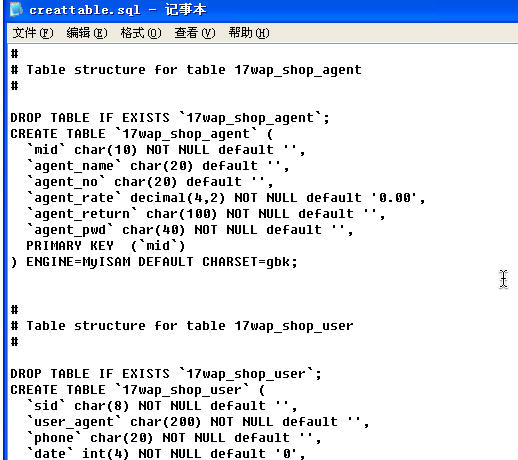 creattable.sql - 记事本
文件(F) 编辑(E) 格式(O) 查看(V) 帮助(H)
#
# Table structure for table 17wap_shop_agent
#
DROP TABLE IF EXISTS `17wap_shop_agent`;
CREATE TABLE `17wap_shop_agent` (
`mid` char(10) NOT NULL default '',
`agent_name` char(20) default '',
`agent_no` char(20) default '',
`agent_rate` decimal(4,2) NOT NULL default '0.00',
`agent_return` char(100) NOT NULL default '',
`agent_pwd` char(40) NOT NULL default '',
PRIMARY KEY  (`mid`)
) ENGINE=MyISAM DEFAULT CHARSET=gbk;
#
# Table structure for table 17wap_shop_user
#
DROP TABLE IF EXISTS `17wap_shop_user`;
CREATE TABLE `17wap_shop_user` (
`sid` char(8) NOT NULL default '',
`user_agent` char(200) NOT NULL default '',
`phone` char(20) NOT NULL default '',
`date` int(4) NOT NULL default '0',